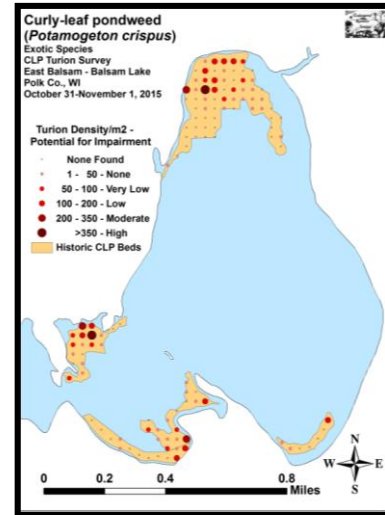 Curly-leaf pondweed
(Potamogeton crispus)
Exotic Species
CLP Turion Survey
East Balsam - Balsam Lake
Polk Co., WI
October 31-November 1, 2015
Turion Density/m2 -
Potential for Impairment
None Found
1 - 50 - None
50 - 100 - Very Low
100 - 200 - Low
200 - 350 - Moderate
>350 - High
Historic CLP Beds
N
W E
S
0 0.4 0.8
Miles